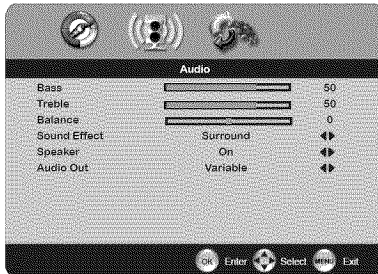 Audio
Bass 50
Treble 50
Balance 0
Sound Effect Surround
Speaker On
Audio Out Variable
OK Enter Select MENU Exit